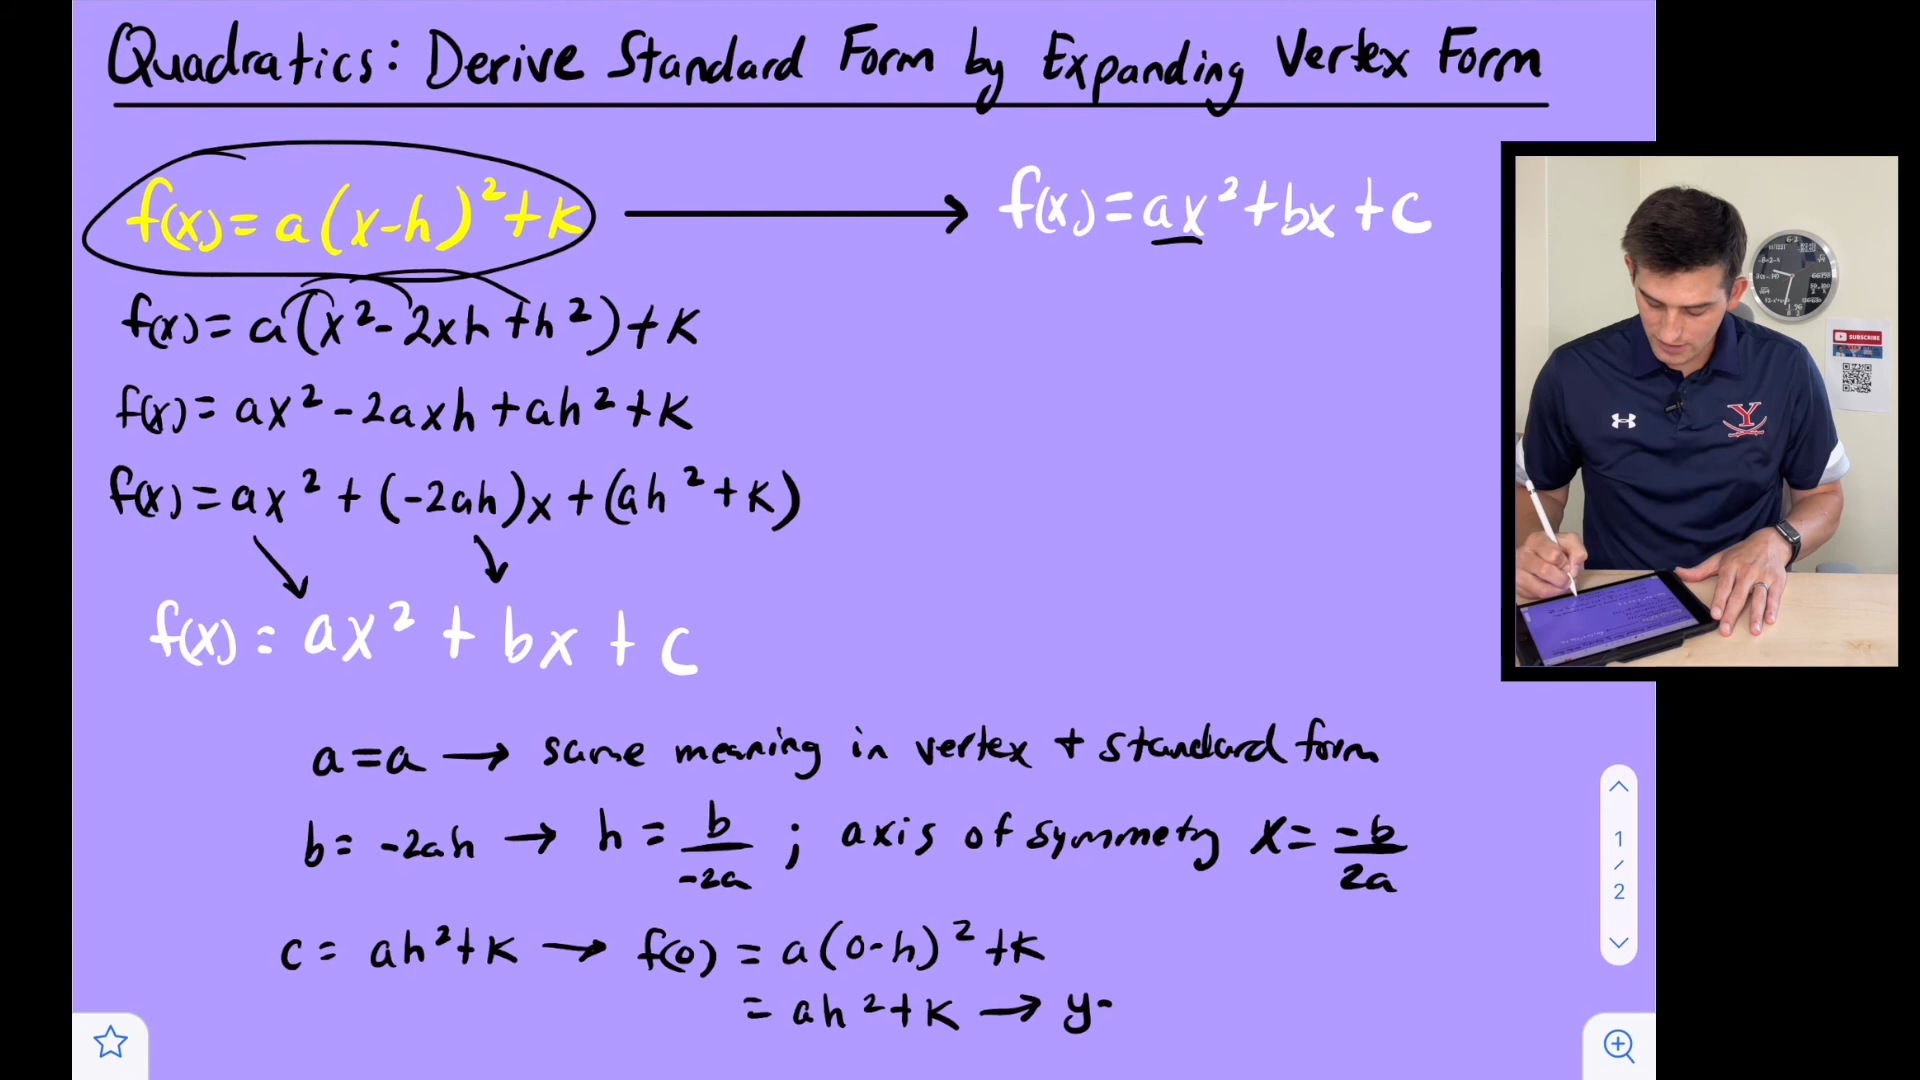 Quadratics: Derive Standard Form by Expanding Vertex Form
f(x) = a(x-h)² + k → f(x) = ax² + bx + c
f(x) = a(x² - 2xh + h²) + k
f(x) = ax² - 2axh + ah² + k
f(x) = ax² + (-2ah)x + (ah² + k)
f(x) = ax² + bx + c
a = a → same meaning in vertex + standard form
b = -2ah → h = b/-2a ; axis of symmetry x = -b/2a
c = ah² + k → f(0) = a(0-h)² + k
= ah² + k → y-
SUBSCRIBE
Y
1
/
2